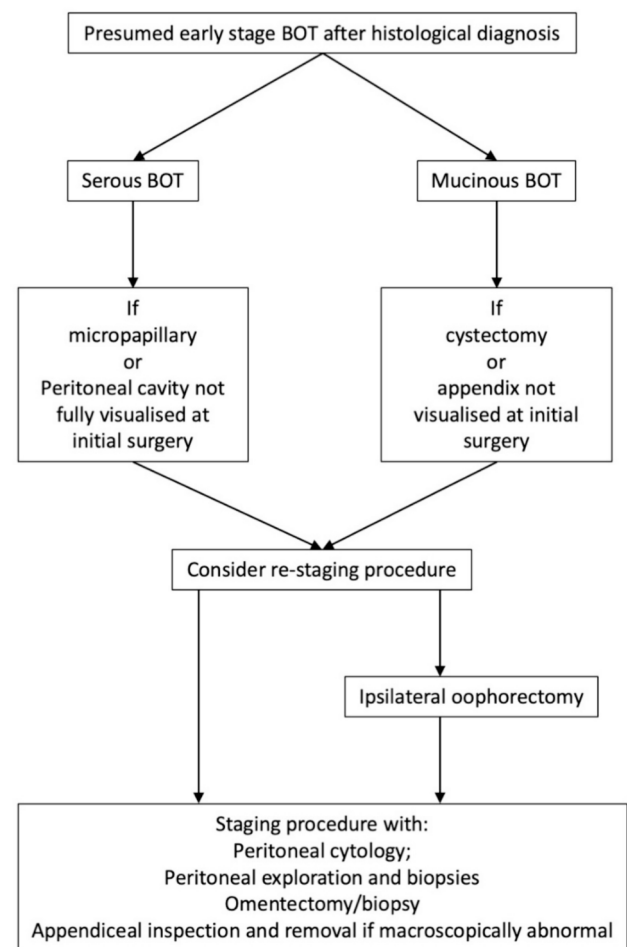 Presumed early stage BOT after histological diagnosis
Serous BOT
Mucinous BOT
If
micropapillary
or
Peritoneal cavity not
fully visualised at
initial surgery
If
cystectomy
or
appendix not
visualised at initial
surgery
Consider re-staging procedure
Ipsilateral oophorectomy
Staging procedure with:
Peritoneal cytology;
Peritoneal exploration and biopsies
Omentectomy/biopsy
Appendiceal inspection and removal if macroscopically abnormal